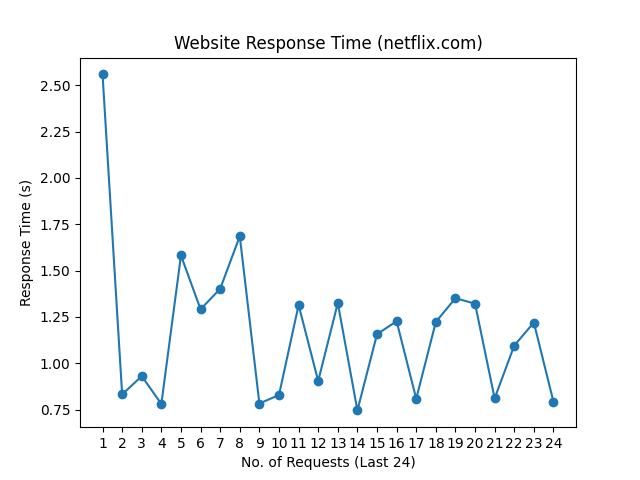 Website Response Time (netflix.com)
2.50
2.25
2.00
1.75
1.50
1.25
1.00
0.75
Response Time (s)
1 2 3 4 5 6 7 8 9 10 11 12 13 14 15 16 17 18 19 20 21 22 23 24
No. of Requests (Last 24)